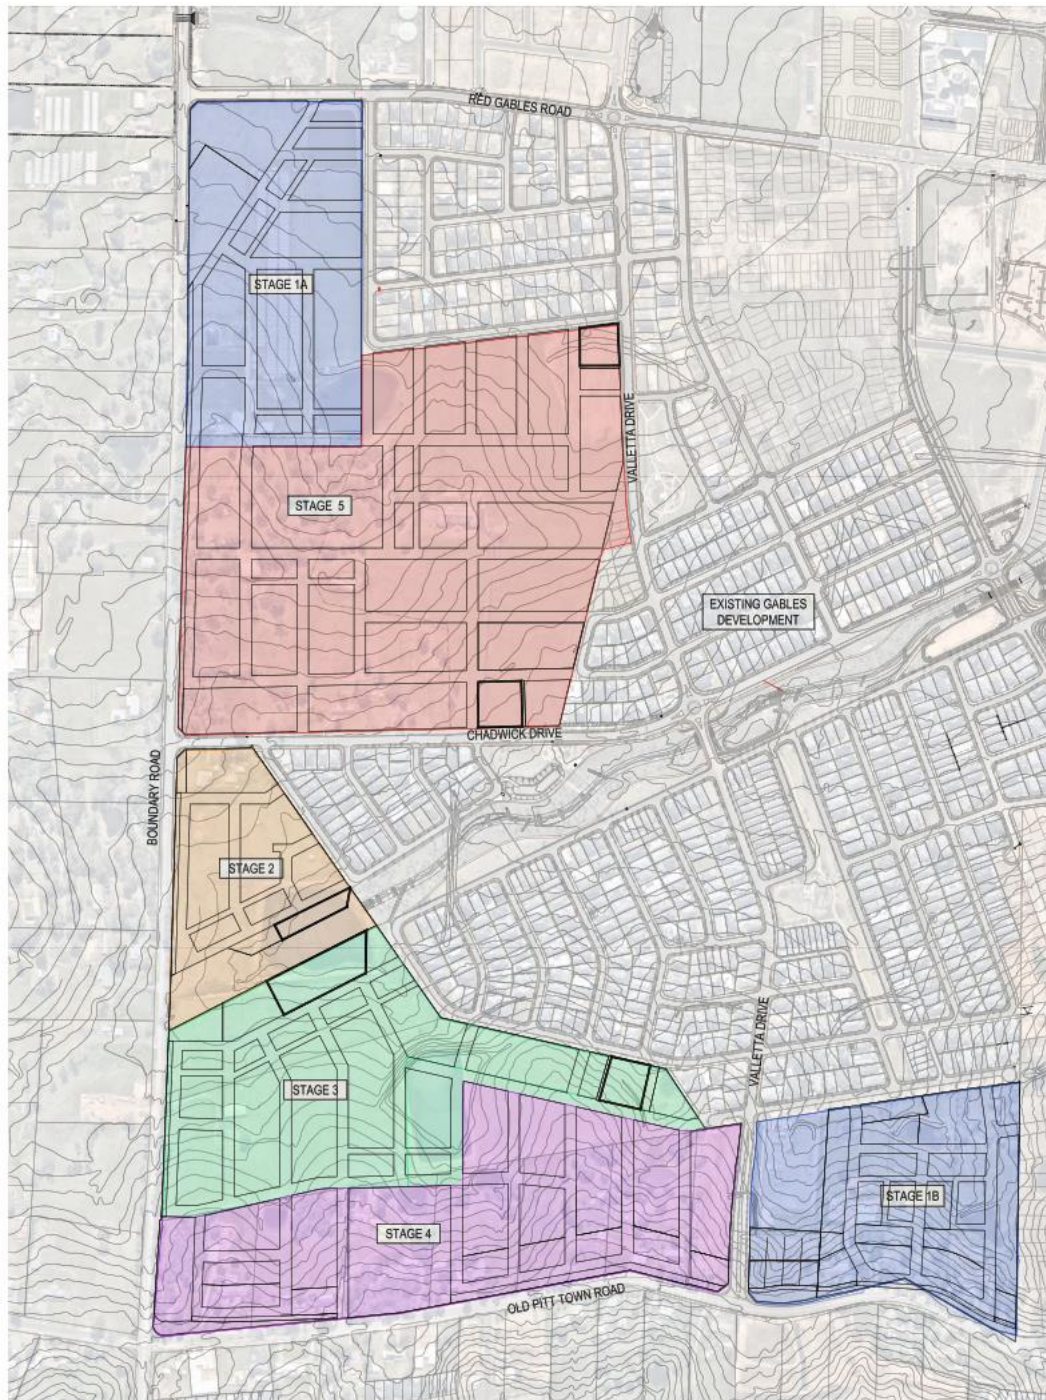 RED GABLES ROAD
STAGE 1A
VALLETTA DRIVE
STAGE 5
EXISTING GABLES
DEVELOPMENT
CHADWICK DRIVE
BOUNDARY ROAD
STAGE 2
VALLETTA DRIVE
STAGE 3
STAGE 1B
STAGE 4
OLD PITT TOWN ROAD